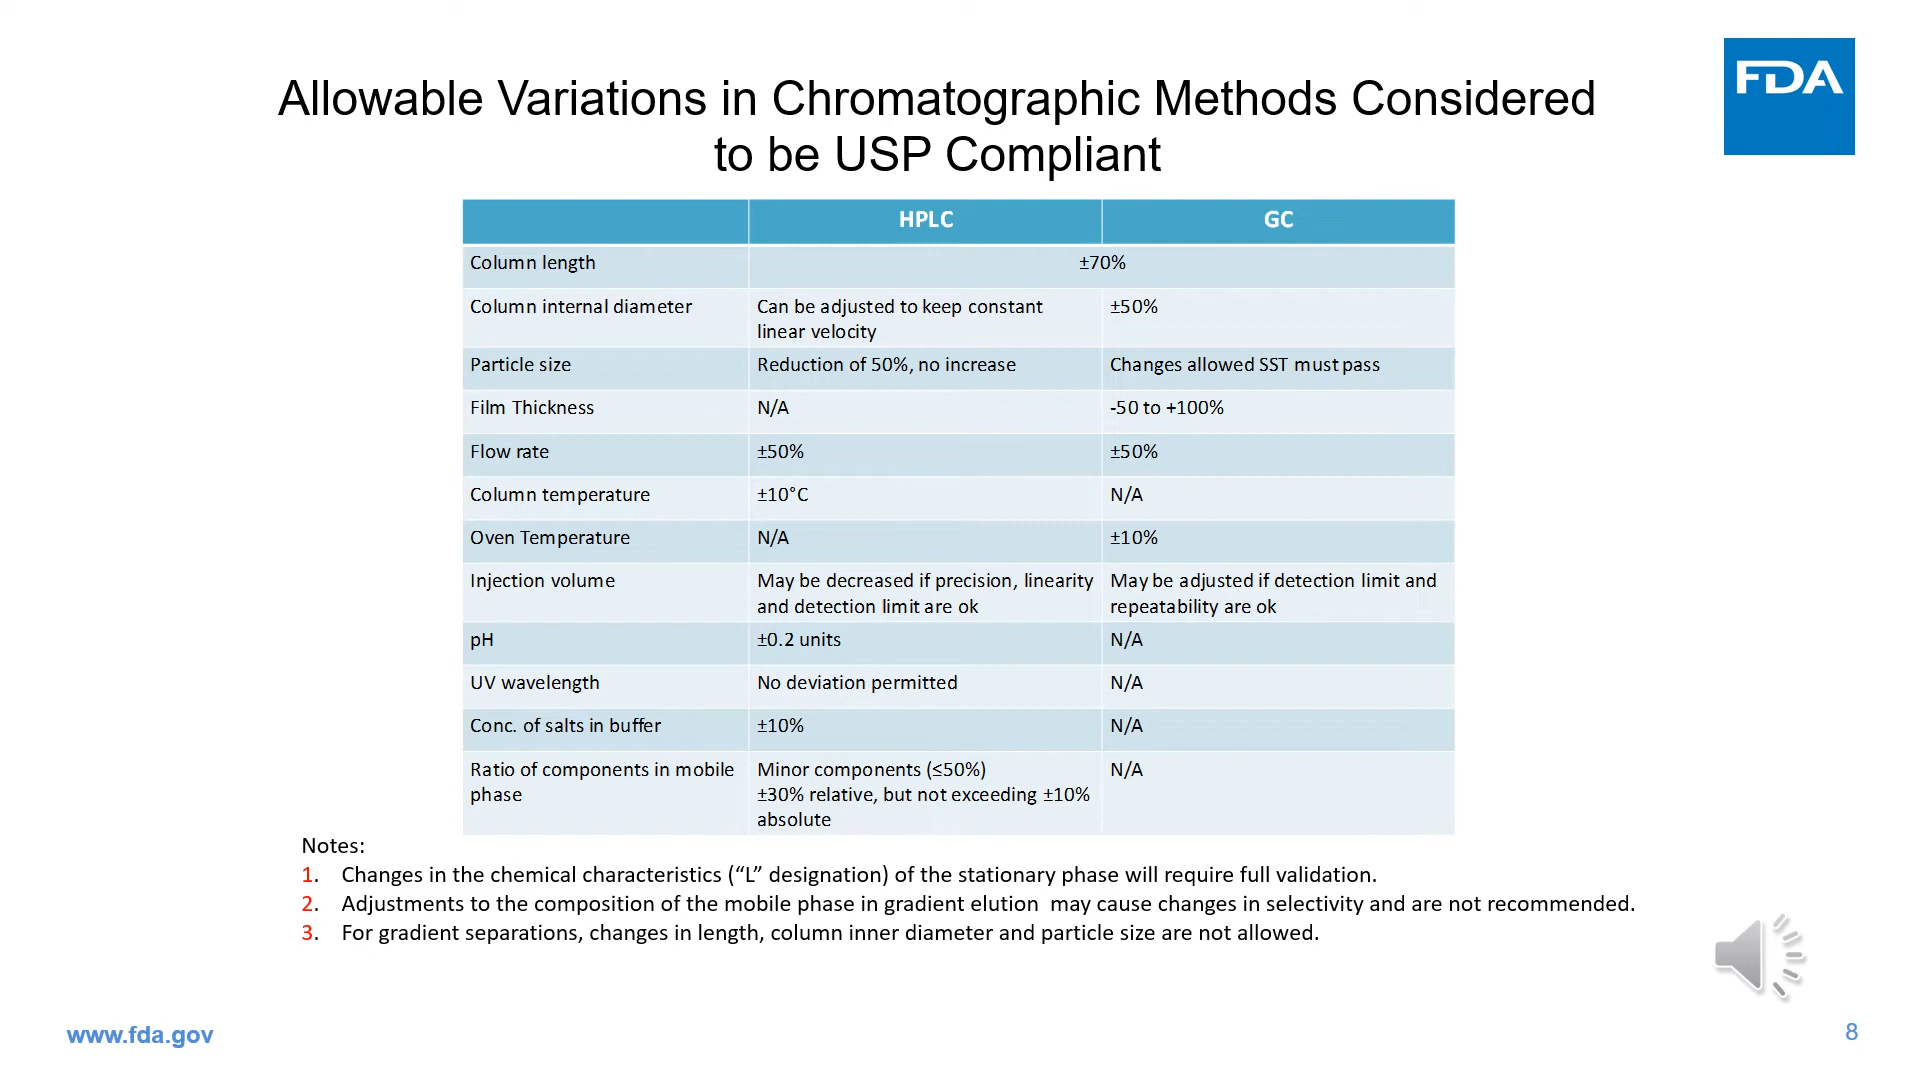 FDA
Allowable Variations in Chromatographic Methods Considered
to be USP Compliant
HPLC GC
Column length ±70%
Column internal diameter Can be adjusted to keep constant ±50%
linear velocity
Particle size Reduction of 50%, no increase Changes allowed SST must pass
Film Thickness N/A -50 to +100%
Flow rate ±50% ±50%
Column temperature ±10°C N/A
Oven Temperature N/A ±10%
Injection volume May be decreased if precision, linearity May be adjusted if detection limit and
and detection limit are ok repeatability are ok
pH ±0.2 units N/A
UV wavelength No deviation permitted N/A
Conc. of salts in buffer ±10% N/A
Ratio of components in mobile Minor components (≤50%) N/A
phase ±30% relative, but not exceeding ±10%
absolute
Notes:
1. Changes in the chemical characteristics (“L” designation) of the stationary phase will require full validation.
2. Adjustments to the composition of the mobile phase in gradient elution may cause changes in selectivity and are not recommended.
3. For gradient separations, changes in length, column inner diameter and particle size are not allowed.
www.fda.gov
8